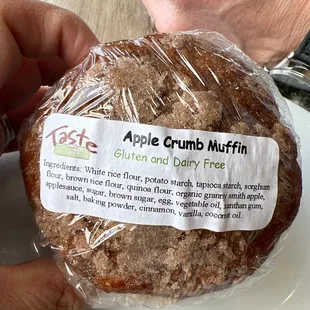 Taste
Apple Crumb Muffin
Gluten and Dairy Free
Ingredients: White rice flour, potato starch, tapioca starch, sorghum
flour, brown rice flour, quinoa flour, organic granny smith apple,
applesauce, sugar, brown sugar, egg, vegetable oil, xanthan gum,
salt, baking powder, cinnamon, vanilla, coconut oil